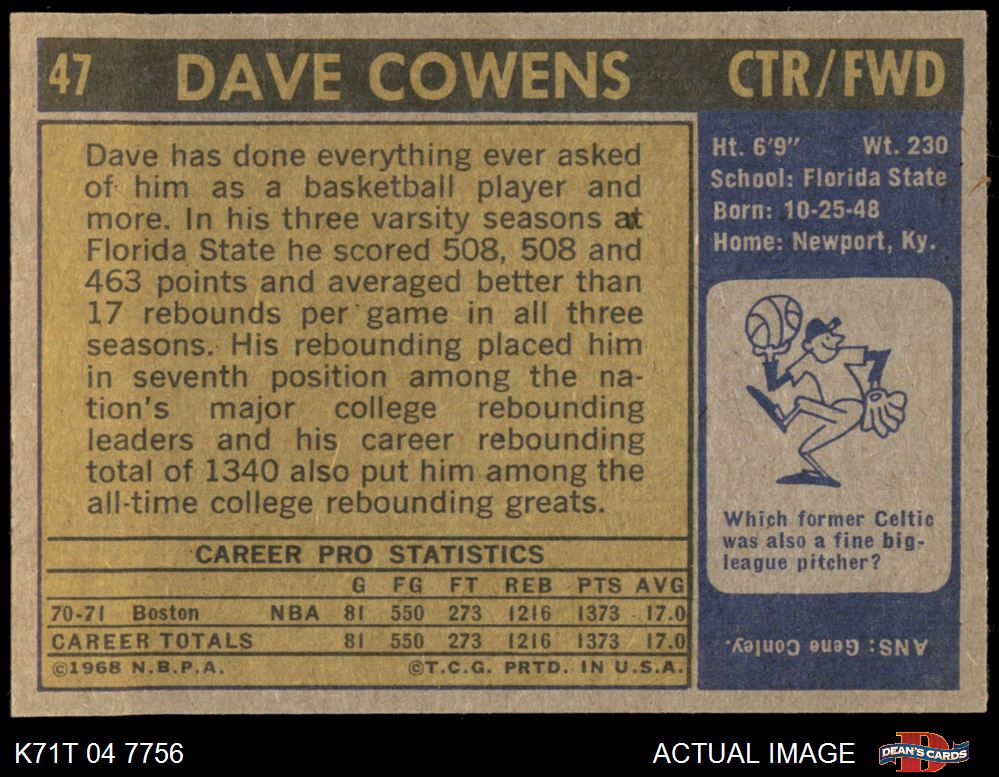 47 DAVE COWENS CTR/FWD
Dave has done everything ever asked
of him as a basketball player and
more. In his three varsity seasons at
Florida State he scored 508, 508 and
463 points and averaged better than
17 rebounds per game in all three
seasons. His rebounding placed him
in seventh position among the na-
tion's major college rebounding
leaders and his career rebounding
total of 1340 also put him among the
all-time college rebounding greats.
CAREER PRO STATISTICS
G FG FT REB PTS AVG
70-71 Boston NBA 81 550 273 1216 1373 17.0
CAREER TOTALS 81 550 273 1216 1373 17.0
©1968 N.B.P.A. ©T.C.G. PRTD. IN U.S.A.
Ht. 6'9" Wt. 230
School: Florida State
Born: 10-25-48
Home: Newport, Ky.
Which former Celtic
was also a fine big-
league pitcher?
ANS: Gene Conley.
K71T 04 7756 ACTUAL IMAGE
D
DEAN'S CARDS